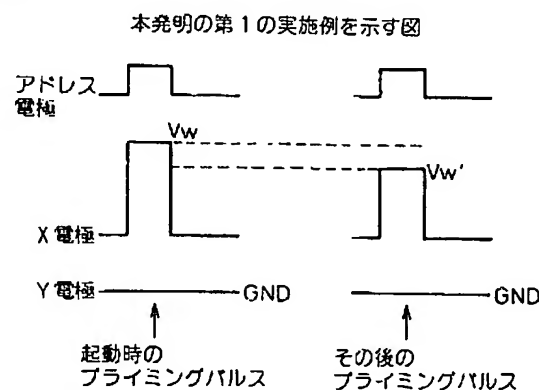 本発明の第1の実施例を示す図
アドレス
電極
Vw
Vw'
X電極
Y電極
GND
GND
起動時の
プライミングパルス
その後の
プライミングパルス